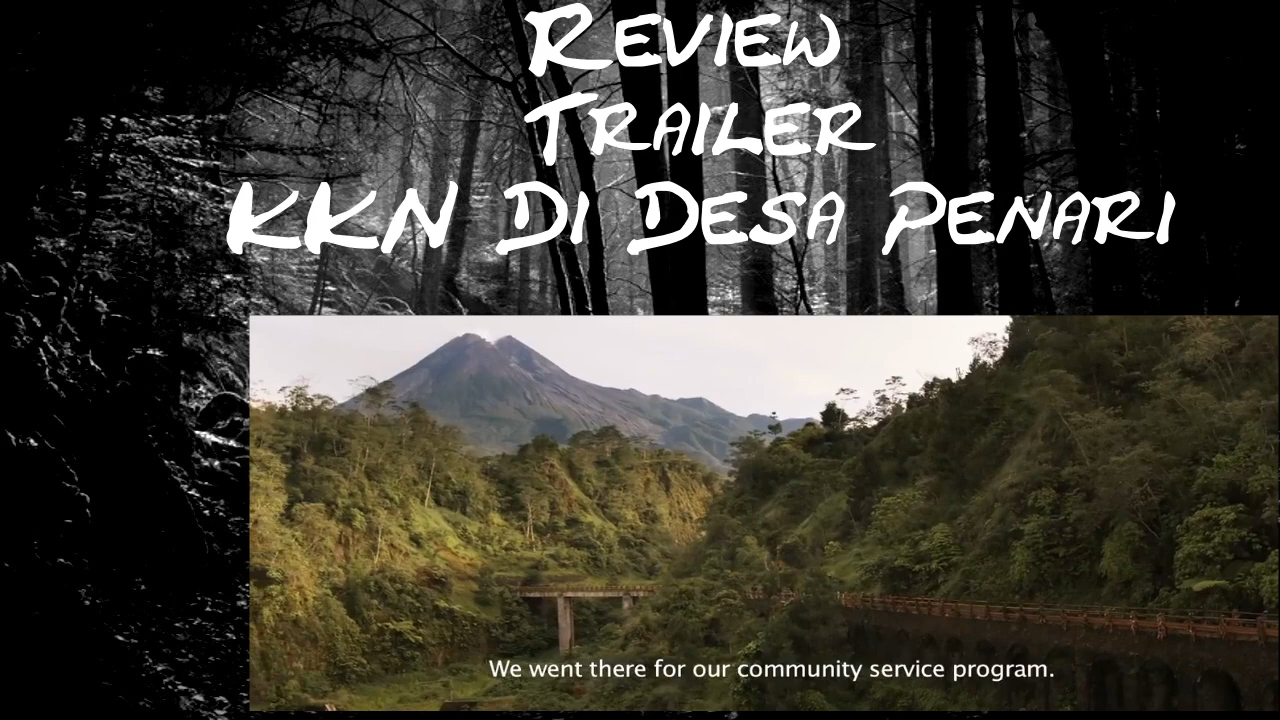 Review
Trailer
KKN Di Desa Penari
We went there for our community service program.